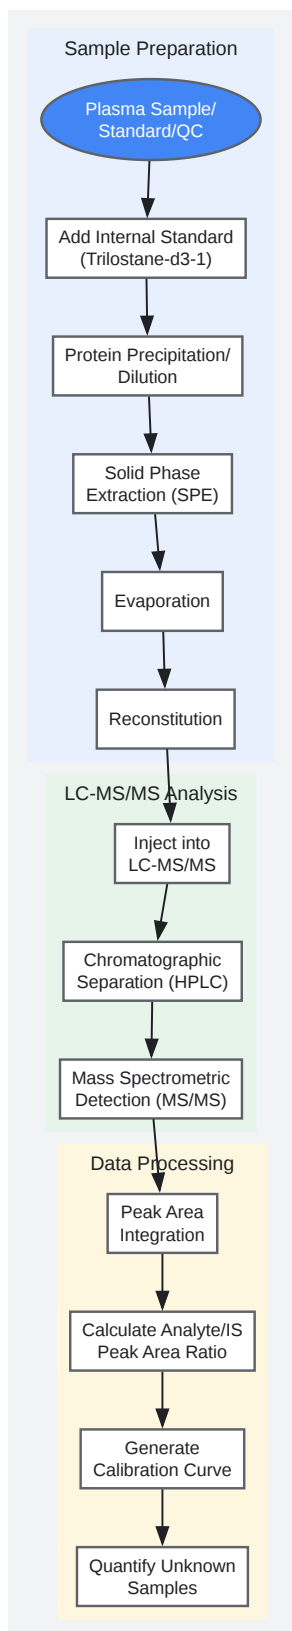 Sample Preparation
Plasma Sample/
Standard/QC
Add Internal Standard
(Trilostane-d3-1)
Protein Precipitation/
Dilution
Solid Phase
Extraction (SPE)
Evaporation
Reconstitution
LC-MS/MS Analysis
Inject into
LC-MS/MS
Chromatographic
Separation (HPLC)
Mass Spectrometric
Detection (MS/MS)
Data Processing
Peak Area
Integration
Calculate Analyte/IS
Peak Area Ratio
Generate
Calibration Curve
Quantify Unknown
Samples